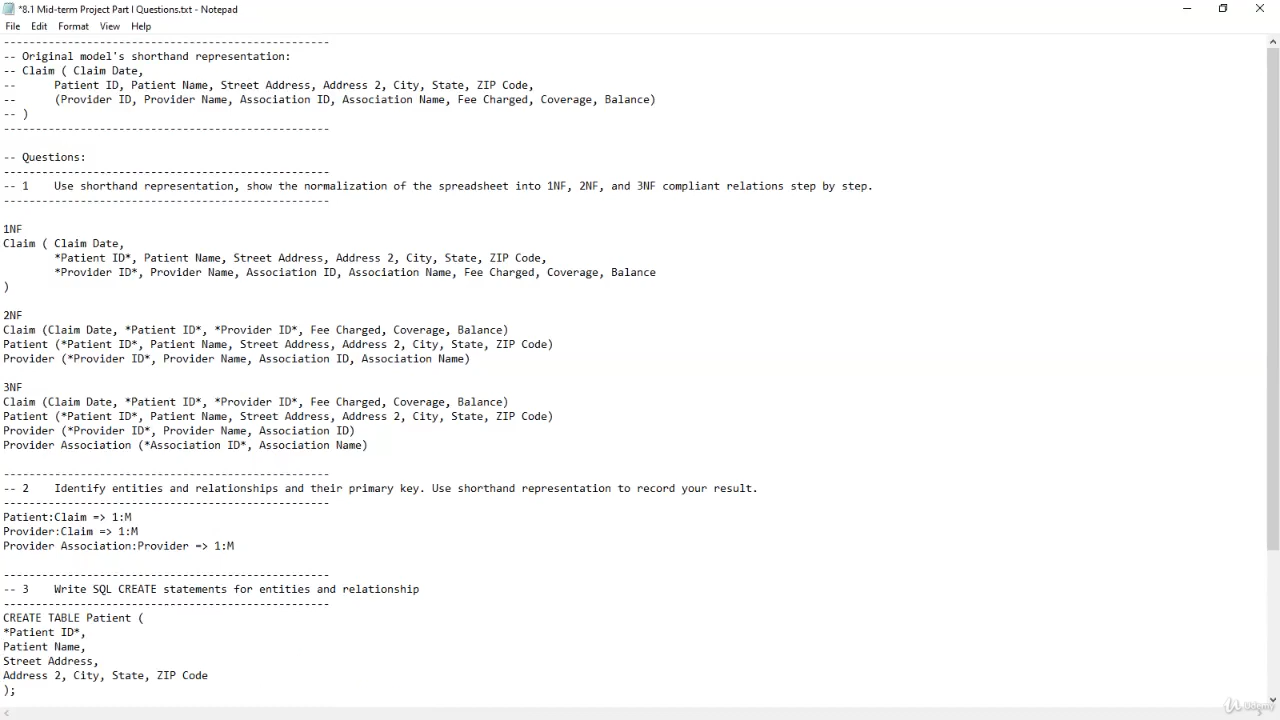 *8.1 Mid-term Project Part I Questions.txt - Notepad
File Edit Format View Help
---------------------------------------------------
-- Original model's shorthand representation:
-- Claim ( Claim Date,
--      Patient ID, Patient Name, Street Address, Address 2, City, State, ZIP Code,
--      (Provider ID, Provider Name, Association ID, Association Name, Fee Charged, Coverage, Balance)
-- )
---------------------------------------------------
-- Questions:
---------------------------------------------------
-- 1    Use shorthand representation, show the normalization of the spreadsheet into 1NF, 2NF, and 3NF compliant relations step by step.
---------------------------------------------------
1NF
Claim ( Claim Date,
        *Patient ID*, Patient Name, Street Address, Address 2, City, State, ZIP Code,
        *Provider ID*, Provider Name, Association ID, Association Name, Fee Charged, Coverage, Balance
)
2NF
Claim (Claim Date, *Patient ID*, *Provider ID*, Fee Charged, Coverage, Balance)
Patient (*Patient ID*, Patient Name, Street Address, Address 2, City, State, ZIP Code)
Provider (*Provider ID*, Provider Name, Association ID, Association Name)
3NF
Claim (Claim Date, *Patient ID*, *Provider ID*, Fee Charged, Coverage, Balance)
Patient (*Patient ID*, Patient Name, Street Address, Address 2, City, State, ZIP Code)
Provider (*Provider ID*, Provider Name, Association ID)
Provider Association (*Association ID*, Association Name)
---------------------------------------------------
-- 2    Identify entities and relationships and their primary key. Use shorthand representation to record your result.
---------------------------------------------------
Patient:Claim => 1:M
Provider:Claim => 1:M
Provider Association:Provider => 1:M
---------------------------------------------------
-- 3    Write SQL CREATE statements for entities and relationship
---------------------------------------------------
CREATE TABLE Patient (
*Patient ID*,
Patient Name,
Street Address,
Address 2, City, State, ZIP Code
);
Udemy